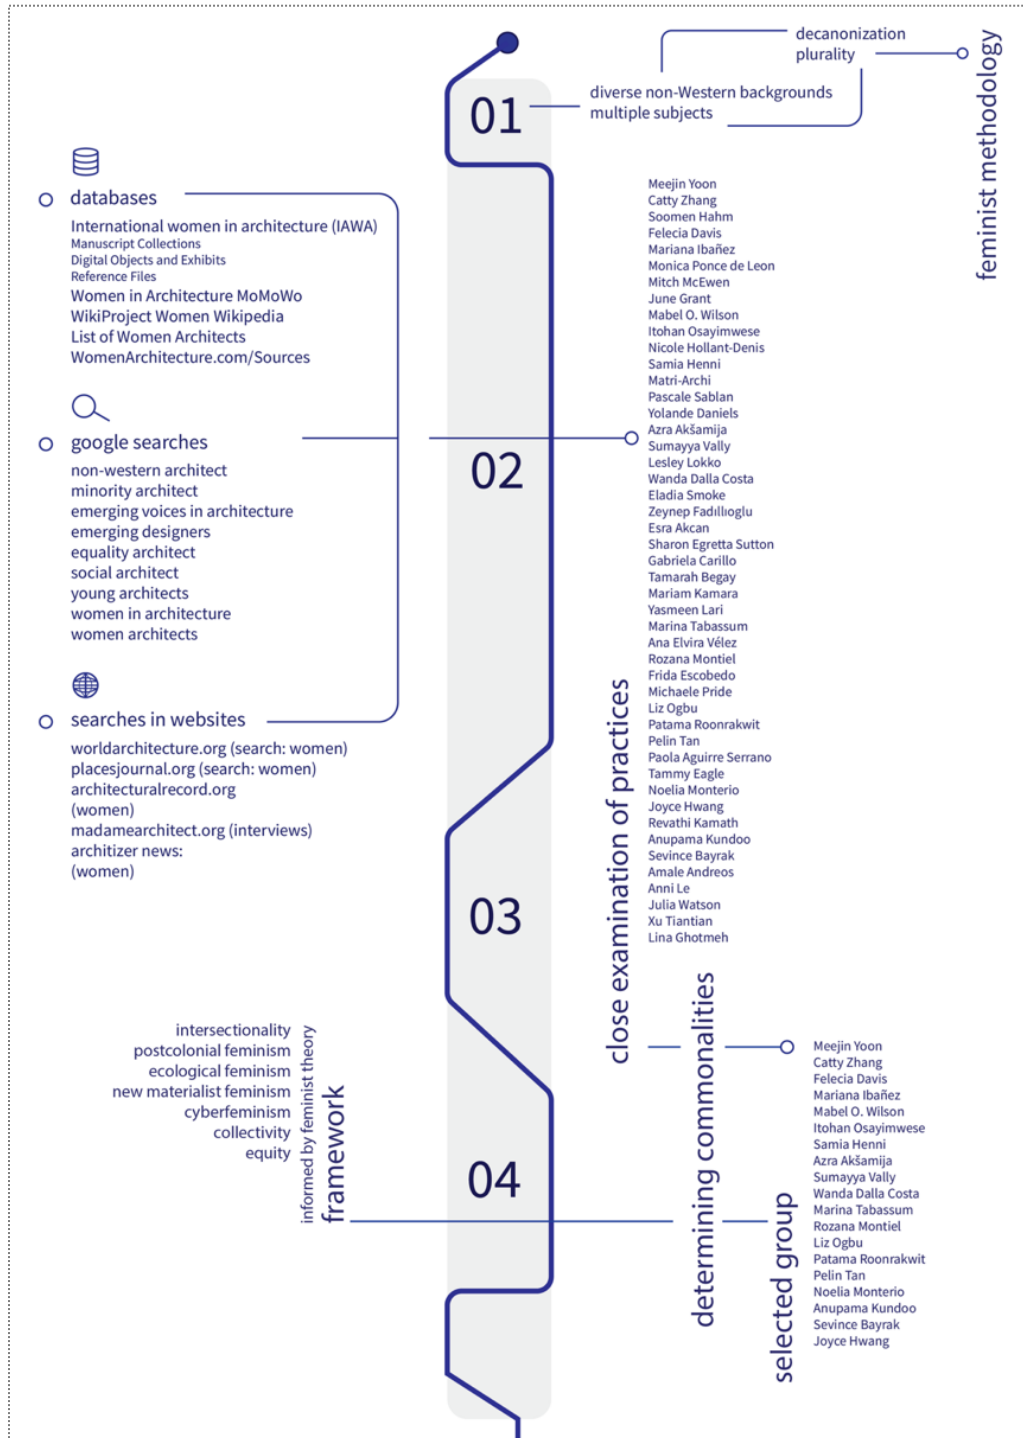 decanonization
plurality
feminist methodology
01
diverse non-Western backgrounds
multiple subjects
databases
International women in architecture (IAWA)
Manuscript Collections
Digital Objects and Exhibits
Reference Files
Women in Architecture MoMoWo
WikiProject Women Wikipedia
List of Women Architects
WomenArchitecture.com/Sources
google searches
non-western architect
minority architect
emerging voices in architecture
emerging designers
equality architect
social architect
young architects
women in architecture
women architects
searches in websites
worldarchitecture.org (search: women)
placesjournal.org (search: women)
architecturalrecord.org
(women)
madamearchitect.org (interviews)
architizer news:
(women)
02
Meejin Yoon
Catty Zhang
Soomen Hahm
Felecia Davis
Mariana Ibañez
Monica Ponce de Leon
Mitch McEwen
June Grant
Mabel O. Wilson
Itohan Osayimwese
Nicole Hollant-Denis
Samia Henni
Matri-Archi
Pascale Sablan
Yolande Daniels
Azra Akšamija
Sumayya Vally
Lesley Lokko
Wanda Dalla Costa
Eladia Smoke
Zeynep Fadıllıoglu
Esra Akcan
Sharon Egretta Sutton
Gabriela Carillo
Tamarah Begay
Mariam Kamara
Yasmeen Lari
Marina Tabassum
Ana Elvira Vélez
Rozana Montiel
Frida Escobedo
Michaele Pride
Liz Ogbu
Patama Roonrakwit
Pelin Tan
Paola Aguirre Serrano
Tammy Eagle
Noelia Monterio
Joyce Hwang
Revathi Kamath
Anupama Kundoo
Sevince Bayrak
Amale Andreos
Anni Le
Julia Watson
Xu Tiantian
Lina Ghotmeh
close examination of practices
03
intersectionality
postcolonial feminism
ecological feminism
new materialist feminism
cyberfeminism
collectivity
equity
informed by feminist theory
framework
04
determining commonalities
selected group
Meejin Yoon
Catty Zhang
Felecia Davis
Mariana Ibañez
Mabel O. Wilson
Itohan Osayimwese
Samia Henni
Azra Akšamija
Sumayya Vally
Wanda Dalla Costa
Marina Tabassum
Rozana Montiel
Liz Ogbu
Patama Roonrakwit
Pelin Tan
Noelia Monterio
Anupama Kundoo
Sevince Bayrak
Joyce Hwang